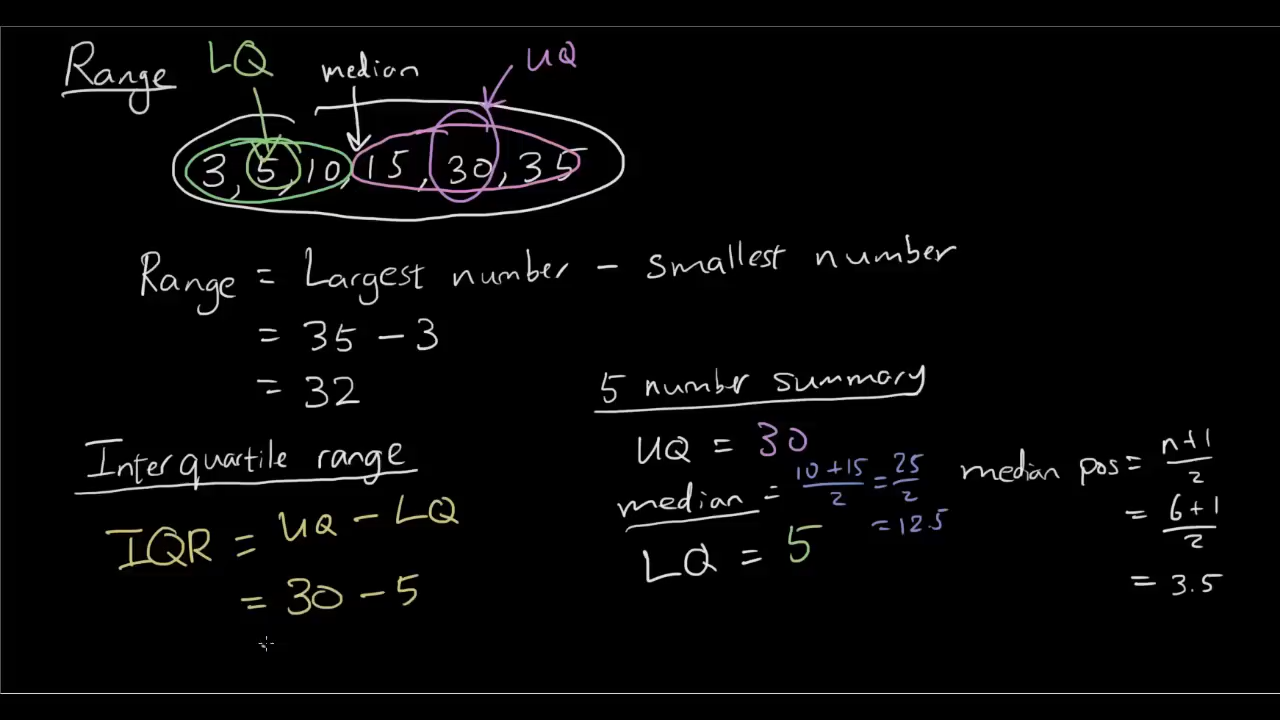 Range
LQ
median
UQ
3, 5, 10, 15, 30, 35
Range = Largest number - smallest number
= 35 - 3
= 32
Interquartile range
IQR = UQ - LQ
= 30 - 5
5 number summary
UQ = 30
median = 10 + 15 / 2 = 25 / 2
= 12.5
LQ = 5
median pos = n+1 / 2
= 6+1 / 2
= 3.5